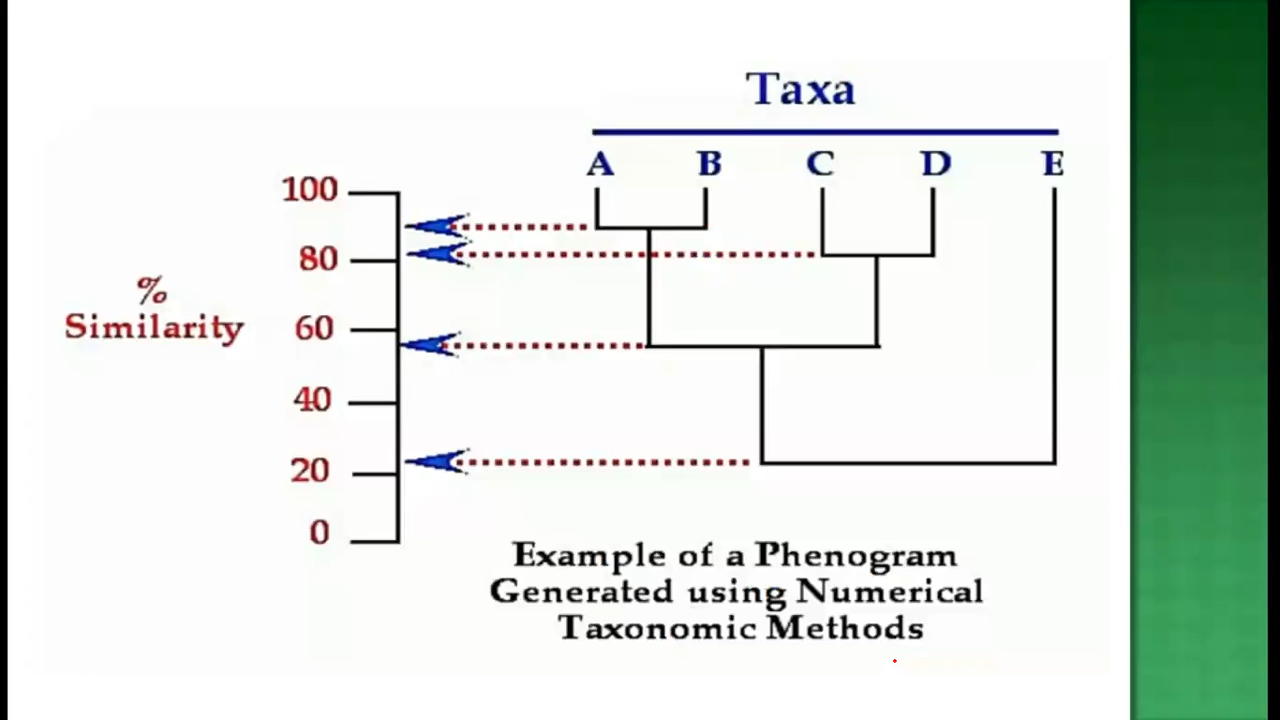 Taxa
A B C D E
100
80
%
Similarity
60
40
20
0
Example of a Phenogram
Generated using Numerical
Taxonomic Methods